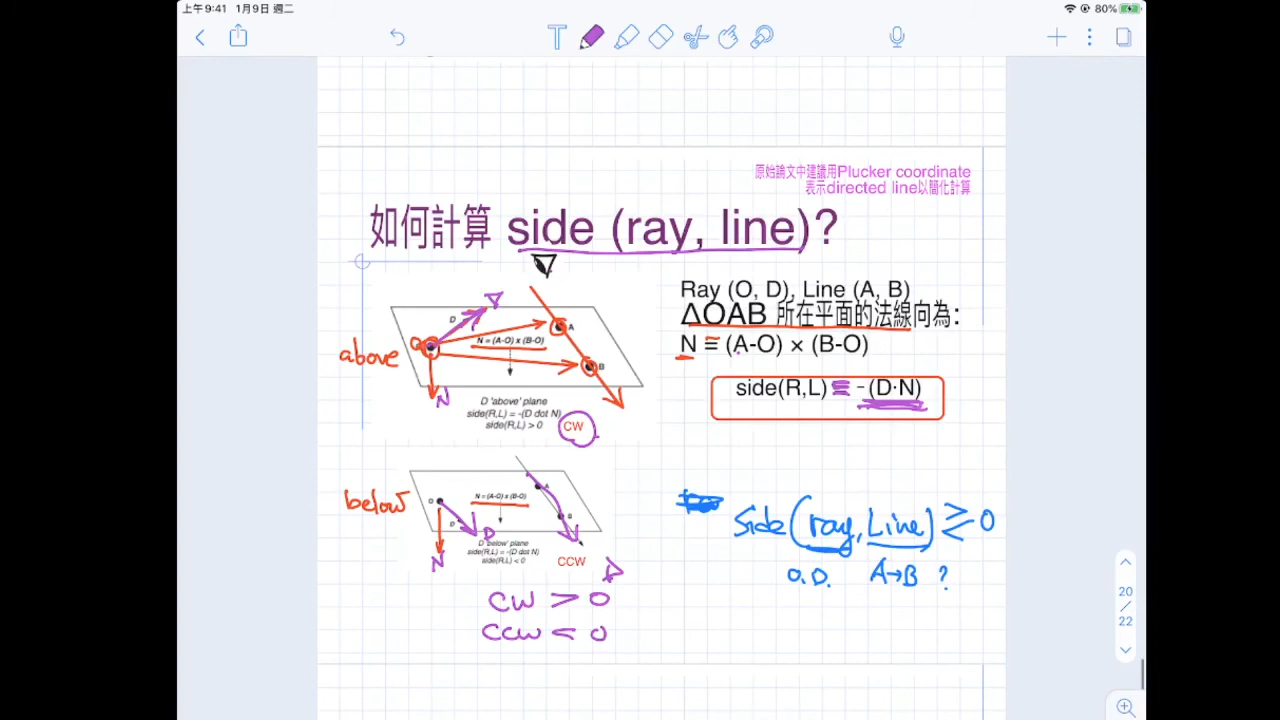 上午 9:41 1月9日 週二
80%
原始論文中建議用Plucker coordinate
表示directed line以簡化計算
如何計算 side (ray, line)?
Ray (O, D), Line (A, B)
ΔOAB 所在平面的法線向為:
N ≡ (A-O) × (B-O)
side(R,L) ≡ -(D·N)
above
O
D
A
N = (A-O) x (B-O)
B
N
D 'above' plane
side(R,L) = -(D dot N)
side(R,L) > 0
CW
below
O
D
A
N = (A-O) x (B-O)
B
D
N
D 'below' plane
side(R,L) = -(D dot N)
side(R,L) < 0
CCW
CW > 0
CCW < 0
Side (ray, Line) ≥ 0
O.D. A→B ?
20
/
22